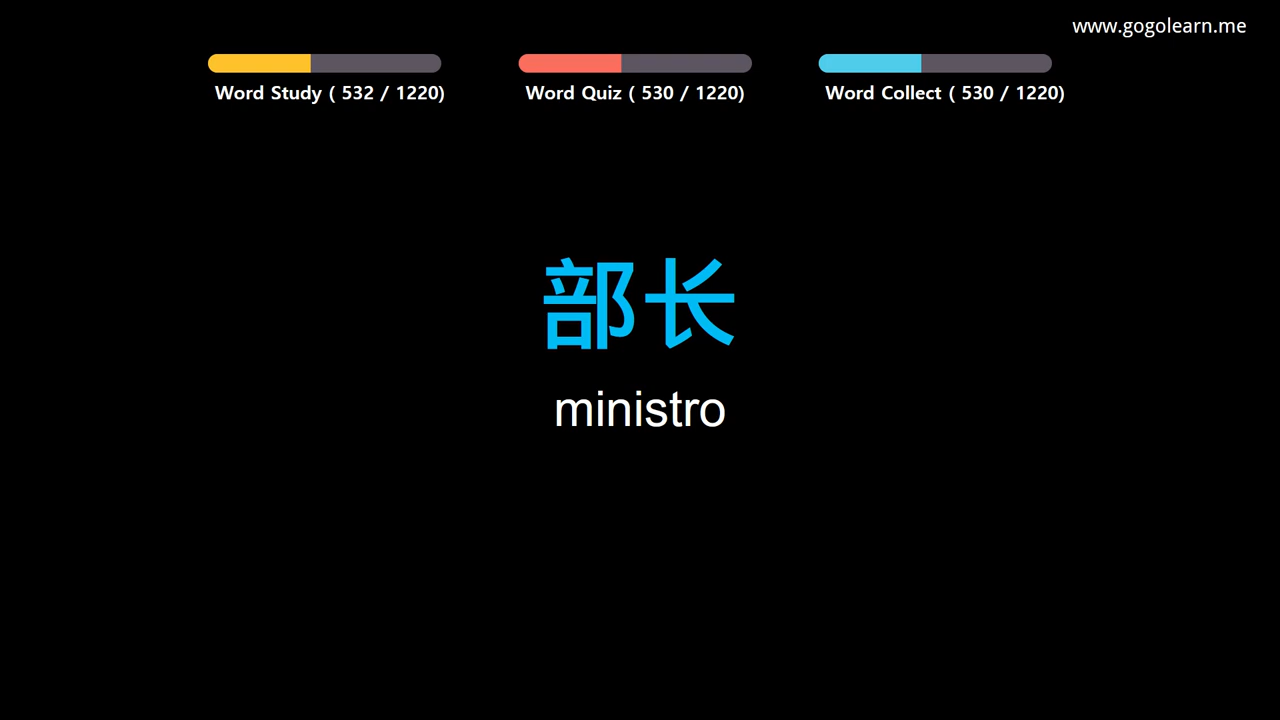 www.gogolearn.me
Word Study ( 532 / 1220)
Word Quiz ( 530 / 1220)
Word Collect ( 530 / 1220)
部长
ministro